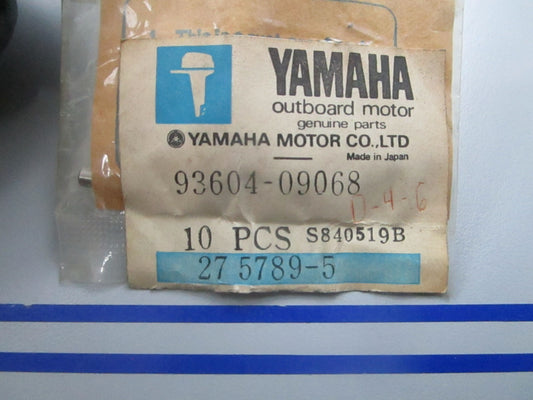 YAMAHA
outboard motor
genuine parts
YAMAHA MOTOR CO.,LTD
Made in Japan
93604-09068
D-4-6
10 PCS S840519B
27 5789-5